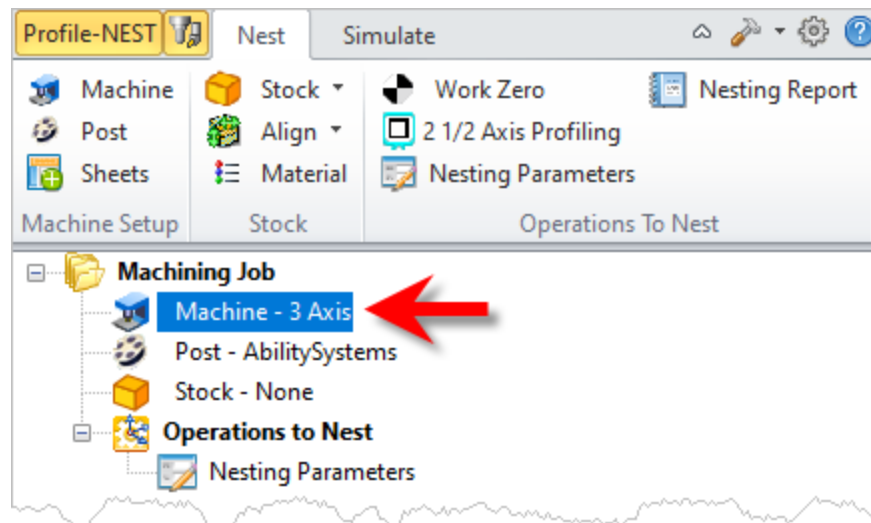 Profile-NEST Nest Simulate ?
Machine Stock Work Zero Nesting Report
Post Align 2 1/2 Axis Profiling
Sheets Material Nesting Parameters
Machine Setup Stock Operations To Nest
Machining Job
Machine - 3 Axis
Post - AbilitySystems
Stock - None
Operations to Nest
Nesting Parameters